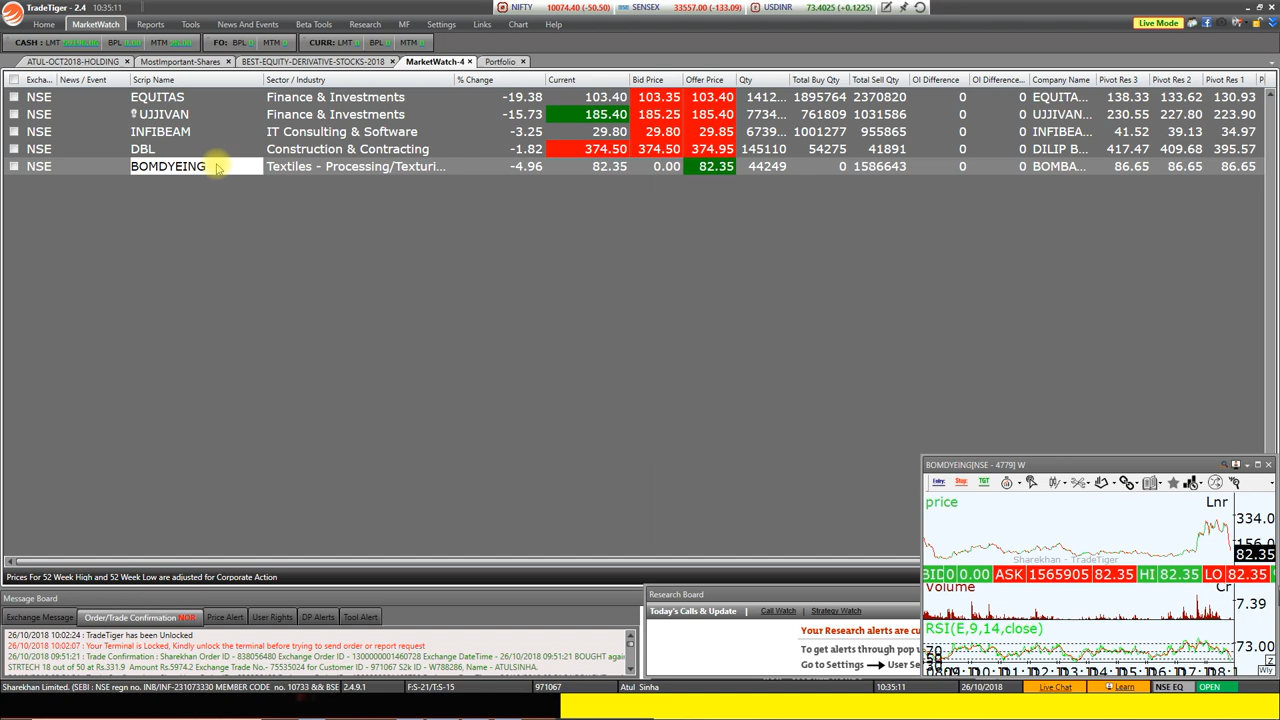 TradeTiger - 2.4 10:35:11 NIFTY 10074.40 (-50.50) SENSEX 33557.00 (-133.09) USDINR 73.4025 (+0.1225)
Home MarketWatch Reports Tools News And Events Beta Tools Research MF Settings Links Chart Help Live Mode
CASH : LMT BPL MTM FO: BPL MTM CURR: LMT BPL MTM
ATUL-OCT2018-HOLDING MostImportant-Shares BEST-EQUITY-DERIVATIVE-STOCKS-2018 MarketWatch-4 Portfolio
Excha... News / Event Scrip Name Sector / Industry % Change Current Bid Price Offer Price Qty Total Buy Qty Total Sell Qty OI Difference OI Difference... Company Name Pivot Res 3 Pivot Res 2 Pivot Res 1 P
NSE EQUITAS Finance & Investments -19.38 103.40 103.35 103.40 1412... 1895764 2370820 0 0 EQUITA... 138.33 133.62 130.93
NSE UJJIVAN Finance & Investments -15.73 185.40 185.25 185.40 7734... 761809 1031586 0 0 UJJIVAN... 230.55 227.80 223.90
NSE INFIBEAM IT Consulting & Software -3.25 29.80 29.80 29.85 6739... 1001277 955865 0 0 INFIBE... 41.52 39.13 34.97
NSE DBL Construction & Contracting -1.82 374.50 374.50 374.95 145110 54275 41891 0 0 DILIP B... 417.47 409.68 395.57
NSE BOMDYEING Textiles - Processing/Texturi... -4.96 82.35 0.00 82.35 44249 0 1586643 0 0 BOMBA... 86.65 86.65 86.65
BOMDYEING[NSE - 4779] W
Entry: Stop: TGT
price Lnr
334.0
156.0
82.35
Sharekhan - TradeTiger
BID 0 0.00 ASK 1565905 82.35 HI 82.35 LO 82.35
Volume Cr
7.39
RSI(E,9,14,close)
73.00
Prices For 52 Week High and 52 Week Low are adjusted for Corporate Action
Message Board
Exchange Message Order/Trade Confirmation NOR Price Alert User Rights DP Alerts Tool Alert
26/10/2018 10:02:24 : TradeTiger has been Unlocked
26/10/2018 10:02:07 : Your Terminal is Locked, Kindly unlock the terminal before trying to send order or report request
26/10/2018 09:51:21 : Trade Confirmation: Sharekhan Order ID - 838056480 Exchange Order ID - 1300000001437600 Exchange DateTime - 26/10/2018 09:51:21 BOUGHT again
STRTECH 18 out of 50 at Rs.331.9 Amount Rs.5974.2 Exchange Trade No.- 75535024 for Customer ID - 971067 S2k ID - W788286, Name - ATULSINHA.
Research Board
Today's Calls & Update Call Watch Strategy Watch
Your Research alerts are cu
To get alerts through pop u
Go to Settings User Se
Sharekhan Limited. (SEBI : NSE regn no. INB/INF-231073330 MEMBER CODE no. 10733 && BSE 2.4.9.1 F:S-21/T:S-15 971067 Atul Sinha 10:35:11 26/10/2018 Live Chat Learn NSE EQ OPEN